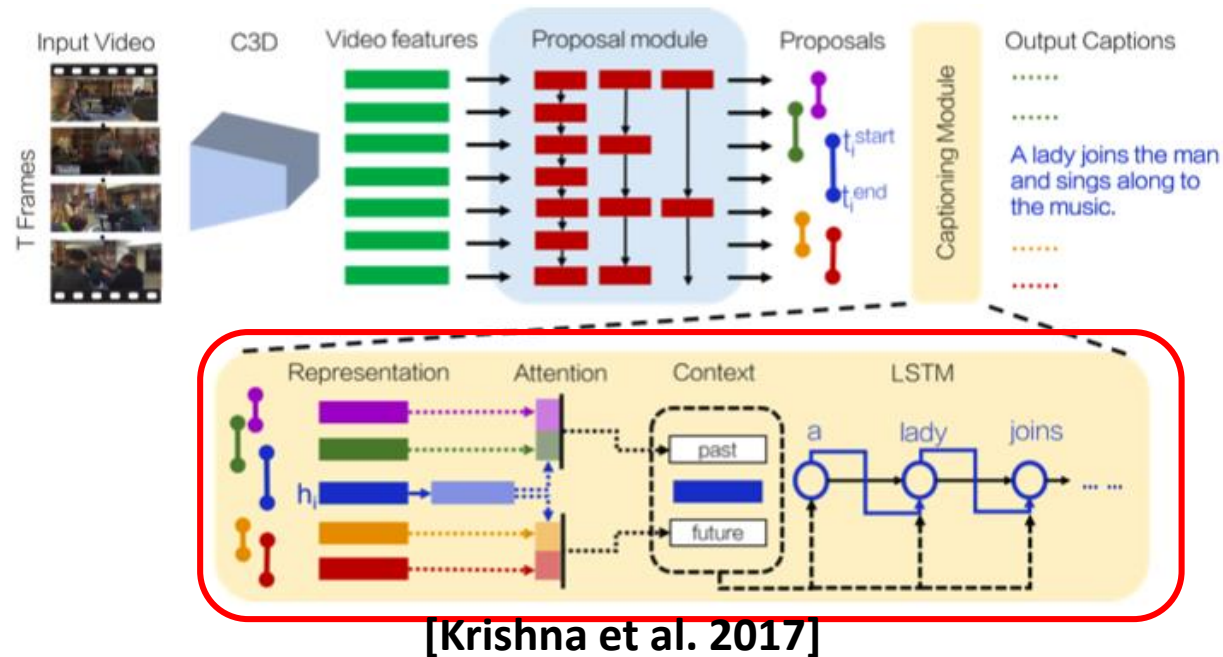 Input Video
C3D
Video features
Proposal module
Proposals
Output Captions
T Frames
t_i^start
t_i^end
Captioning Module
......
......
A lady joins the man
and sings along to
the music.
......
......
Representation
Attention
Context
LSTM
h_i
past
future
a
lady
joins
... ...
[Krishna et al. 2017]